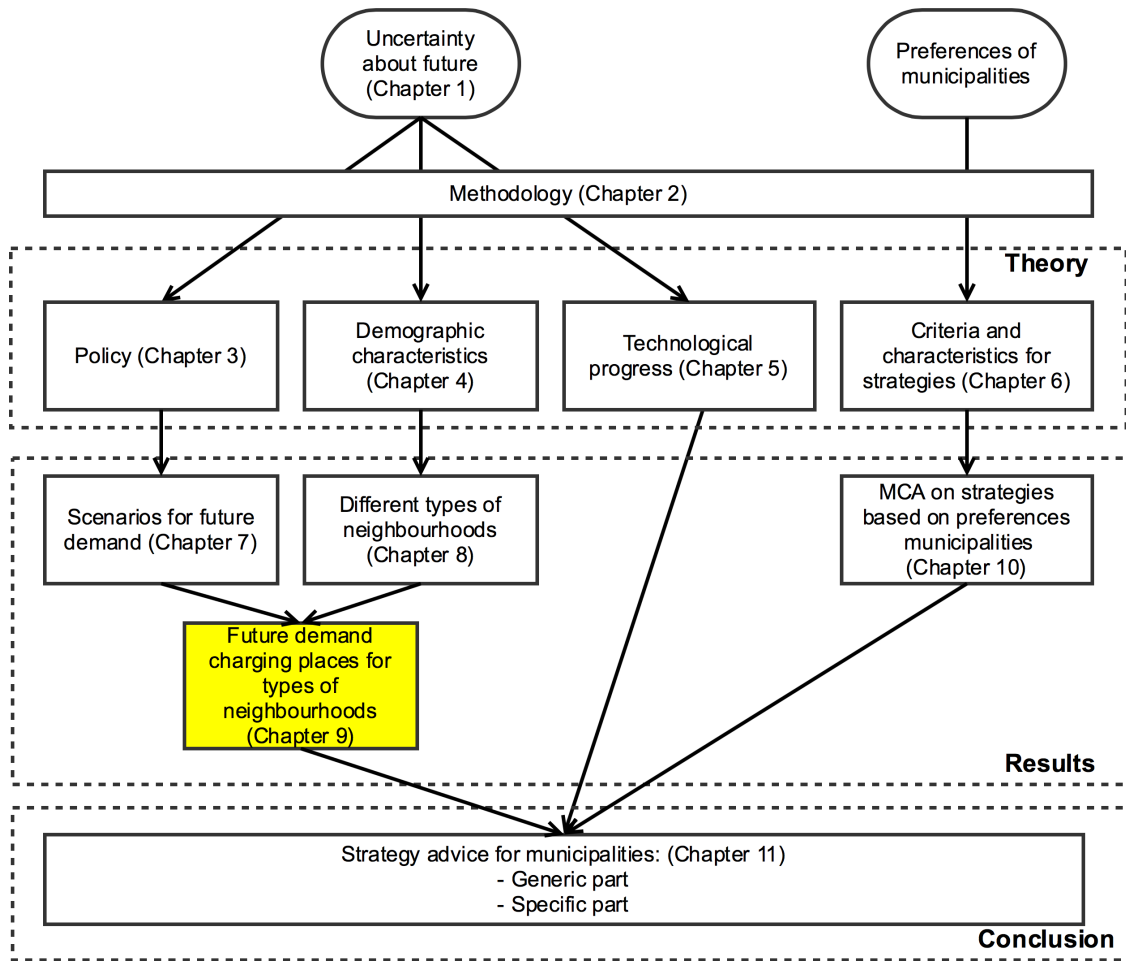 Uncertainty
about future
(Chapter 1)
Preferences of
municipalities
Methodology (Chapter 2)
Theory
Policy (Chapter 3)
Demographic
characteristics
(Chapter 4)
Technological
progress (Chapter 5)
Criteria and
characteristics for
strategies (Chapter 6)
Scenarios for future
demand (Chapter 7)
Different types of
neighbourhoods
(Chapter 8)
MCA on strategies
based on preferences
municipalities
(Chapter 10)
Future demand
charging places for
types of
neighbourhoods
(Chapter 9)
Results
Strategy advice for municipalities: (Chapter 11)
- Generic part
- Specific part
Conclusion